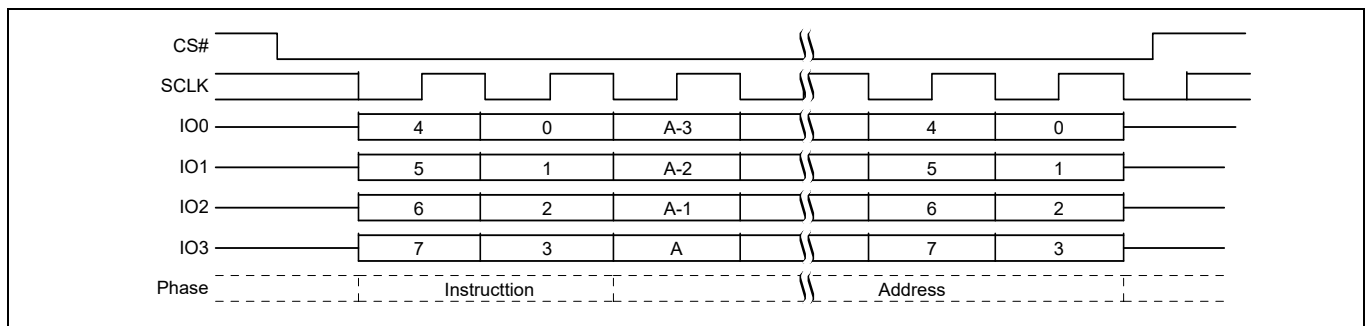 CS#
SCLK
IO0 4 0 A-3 4 0
IO1 5 1 A-2 5 1
IO2 6 2 A-1 6 2
IO3 7 3 A 7 3
Phase Instructtion Address